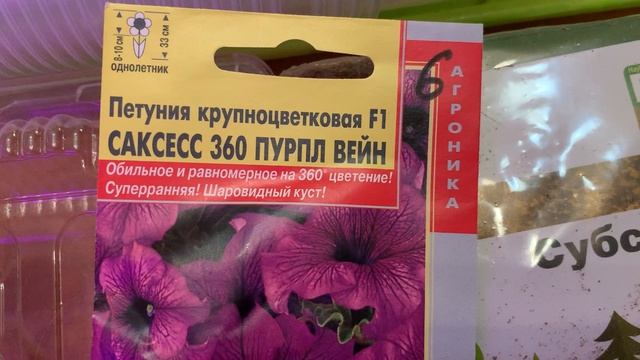 8-10 см
33 см
однолетник
Петуния крупноцветковая F1
САКСЕСС 360 ПУРПЛ ВЕЙН
Обильное и равномерное на 360° цветение!
Суперранняя! Шаровидный куст!
6
АГРОНИКА
Субс